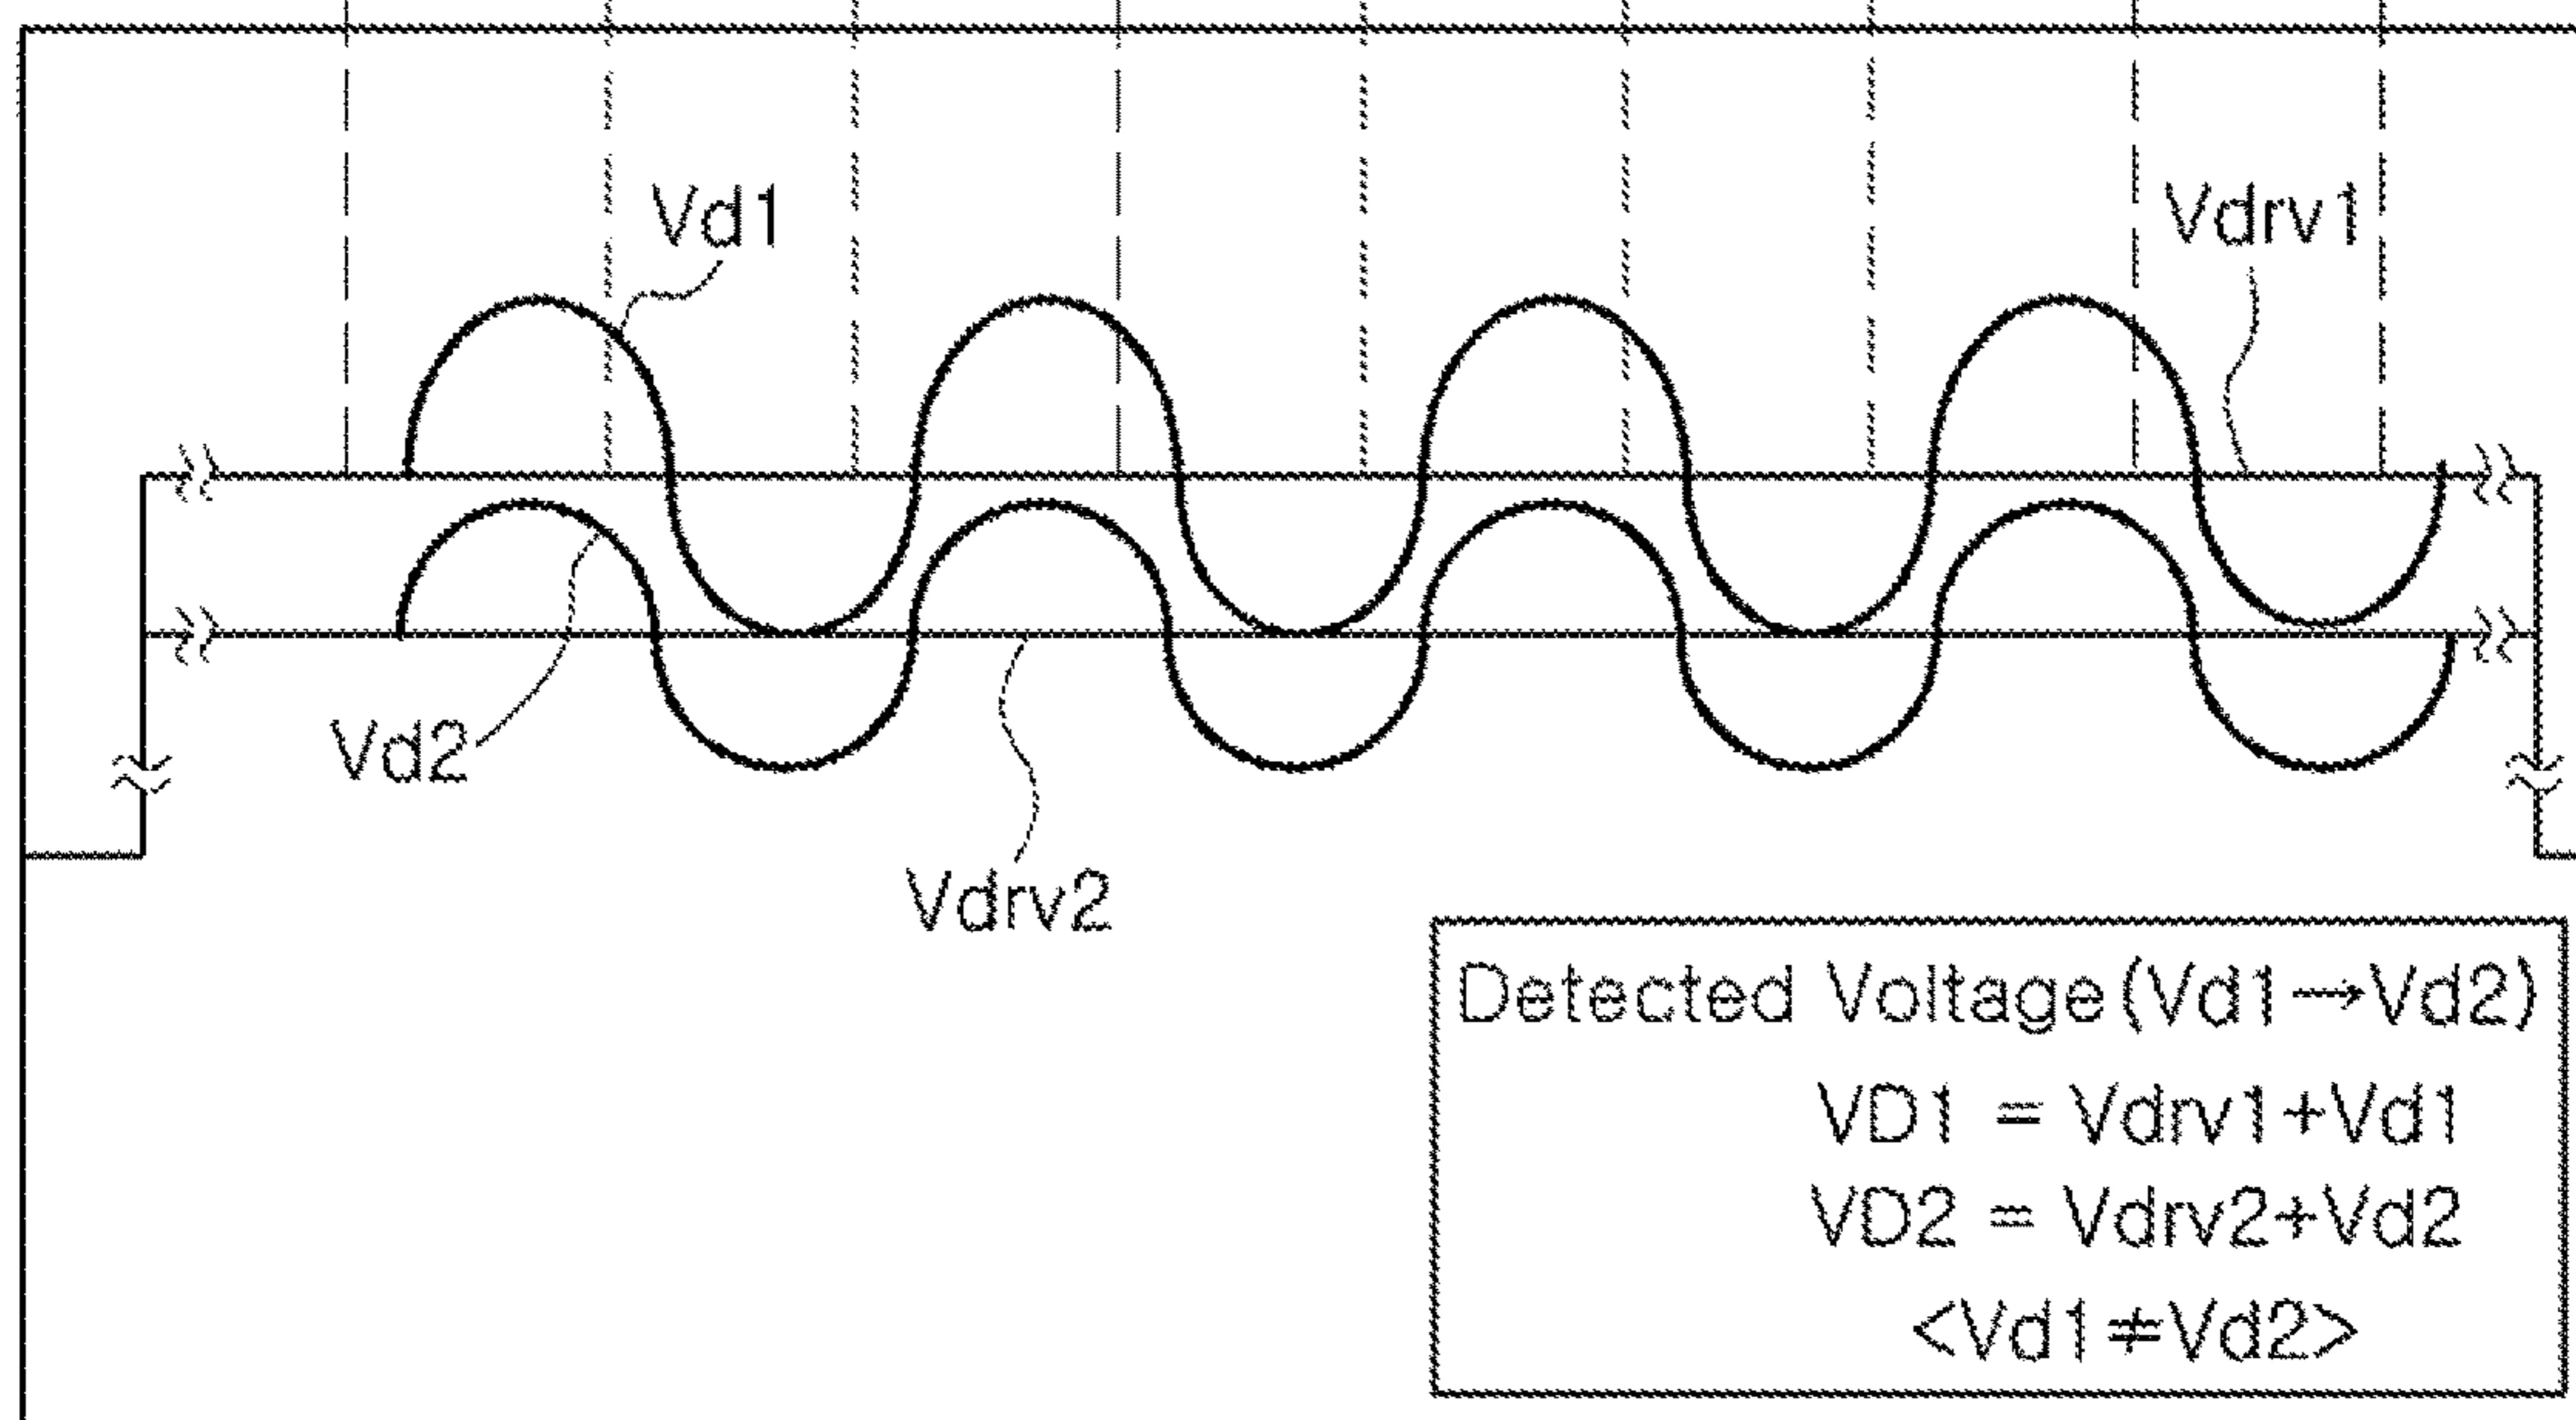 Vd1
Vdrv1
Vd2
Vdrv2
Detected Voltage(Vd1→Vd2)
VD1 = Vdrv1+Vd1
VD2 = Vdrv2+Vd2
<Vd1≠Vd2>